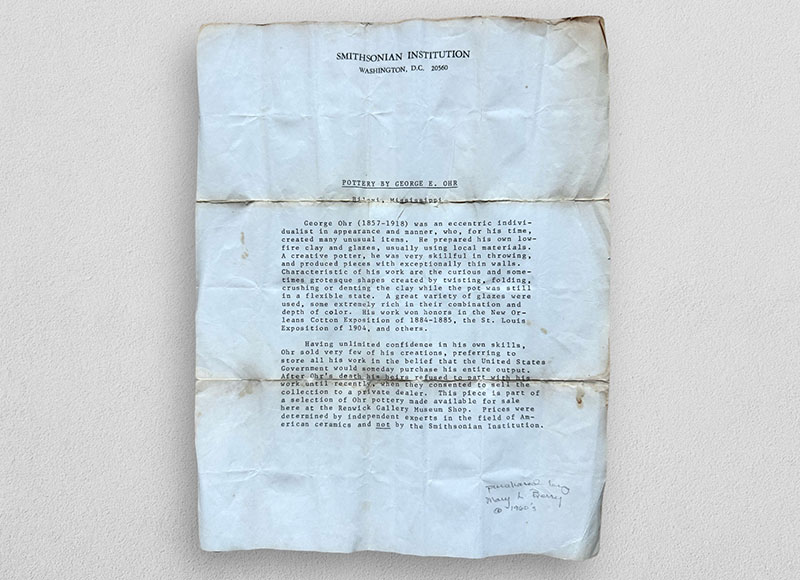 SMITHSONIAN INSTITUTION
WASHINGTON, D.C. 20560
POTTERY BY GEORGE E. OHR
Biloxi, Mississippi
George Ohr (1857-1918) was an eccentric indivi-
dualist in appearance and manner, who, for his time,
created many unusual items. He prepared his own low-
fire clay and glazes, usually using local materials.
A creative potter, he was very skillful in throwing,
and produced pieces with exceptionally thin walls.
Characteristic of his work are the curious and some-
times grotesque shapes created by twisting, folding,
crushing or denting the clay while the pot was still
in a flexible state. A great variety of glazes were
used, some extremely rich in their combination and
depth of color. His work won honors in the New Or-
leans Cotton Exposition of 1884-1885, the St. Louis
Exposition of 1904, and others.
Having unlimited confidence in his own skills,
Ohr sold very few of his creations, preferring to
store all his work in the belief that the United States
Government would someday purchase his entire output.
After Ohr's death his heirs refused to part with his
work until recently, when they consented to sell the
collection to a private dealer. This piece is part of
a selection of Ohr pottery made available for sale
here at the Renwick Gallery Museum Shop. Prices were
determined by independent experts in the field of Am-
erican ceramics and not by the Smithsonian Institution.
purchased by
Mary L. Berry
@ 1960's